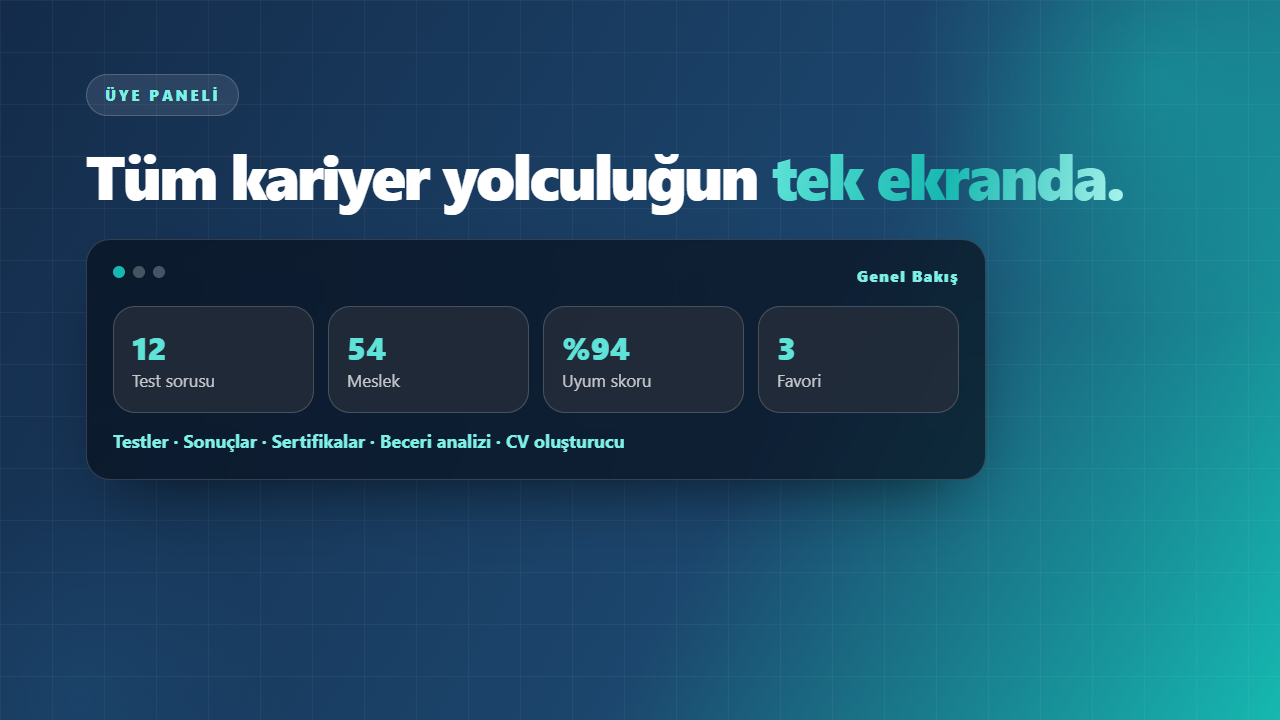 ÜYE PANELİ
Tüm kariyer yolculuğun tek ekranda.
Genel Bakış
12
Test sorusu
54
Meslek
%94
Uyum skoru
3
Favori
Testler · Sonuçlar · Sertifikalar · Beceri analizi · CV oluşturucu